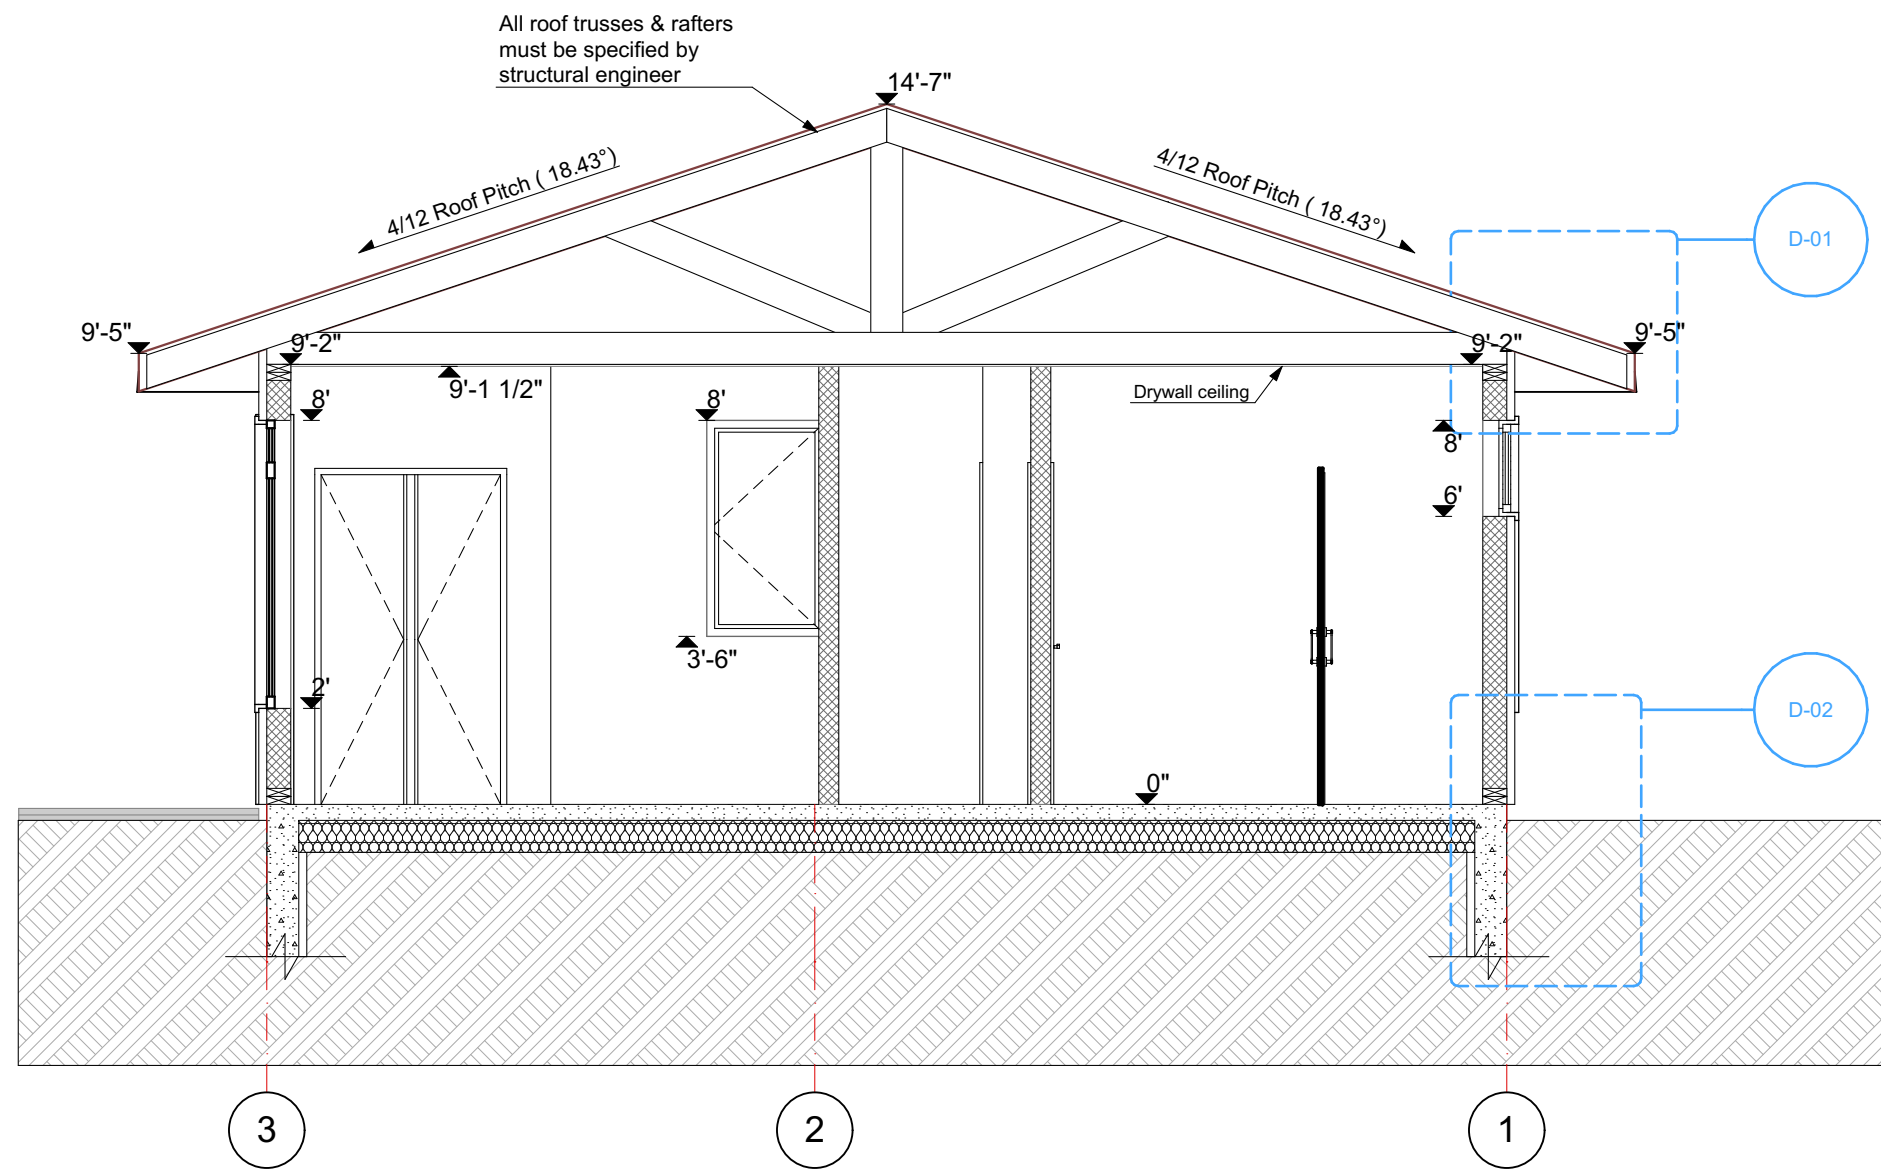 All roof trusses & rafters
must be specified by
structural engineer
14'-7"
4/12 Roof Pitch ( 18.43°)
4/12 Roof Pitch ( 18.43°)
D-01
9'-5"
9'-2"
9'-2"
9'-5"
9'-1 1/2"
Drywall ceiling
8'
8'
8'
6'
3'-6"
2'
D-02
0"
3
2
1